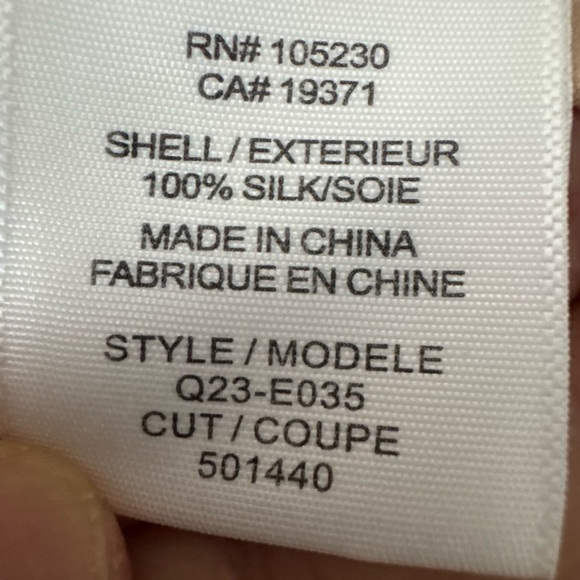 RN# 105230
CA# 19371
SHELL / EXTERIEUR
100% SILK/SOIE
MADE IN CHINA
FABRIQUE EN CHINE
STYLE / MODELE
Q23-E035
CUT / COUPE
501440